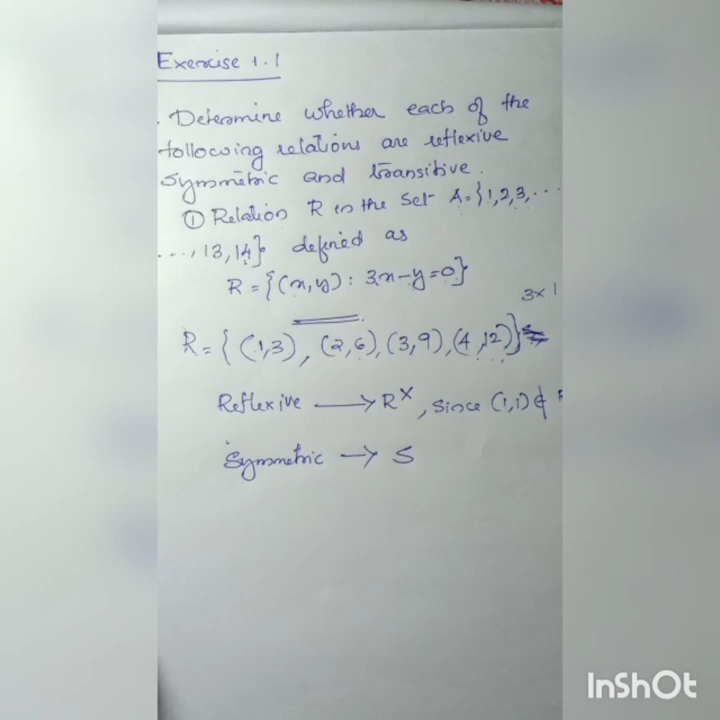 Exercise 1.1
. Determine whether each of the
following relations are reflexive
symmetric and transitive.
① Relation R in the set A={1,2,3,...
...,13,14} defined as
R={(x,y): 3x-y=0}
3x1
R={(1,3),(2,6),(3,9),(4,12)}
Reflexive → R×, since (1,1)∉
Symmetric → S
InShOt